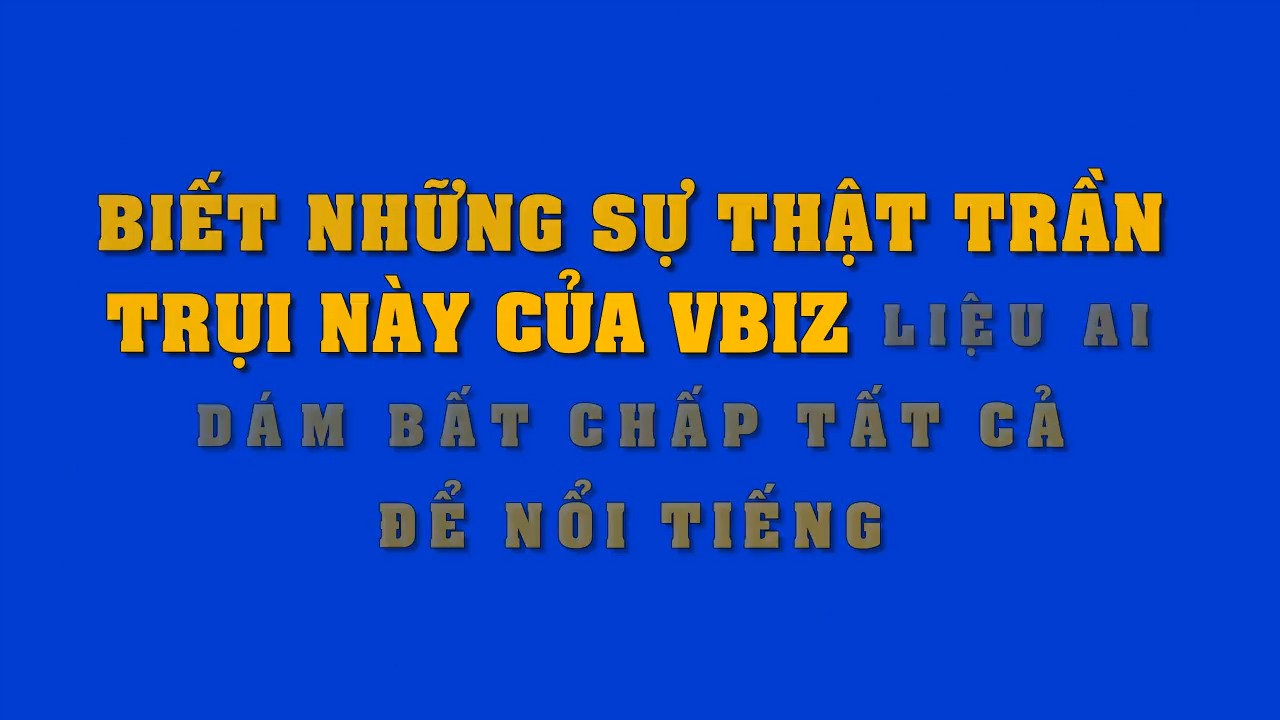 BIẾT NHỮNG SỰ THẬT TRẦN
TRỤI NÀY CỦA VBIZ LIỆU AI
DÁM BẤT CHẤP TẤT CẢ
ĐỂ NỔI TIẾNG